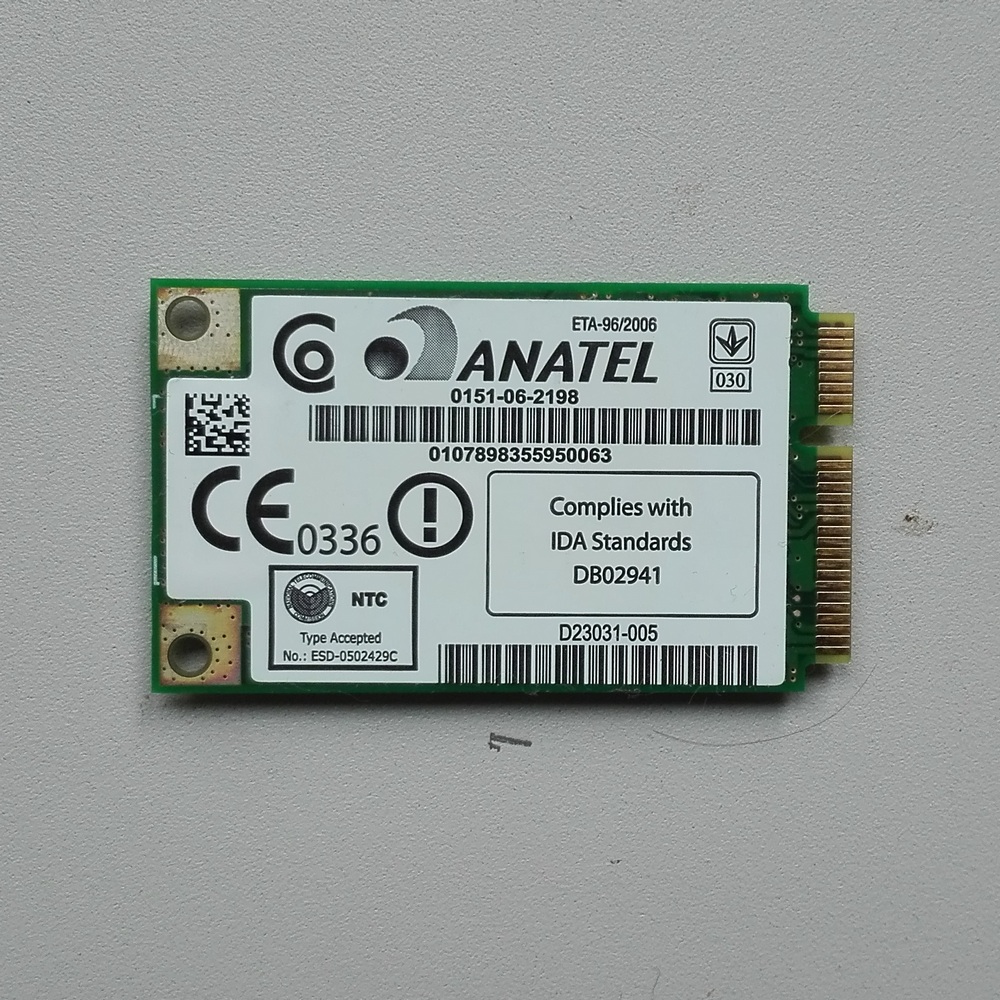 ETA-96/2006
ANATEL
030
0151-06-2198
0107898355950063
CE 0336
Complies with
IDA Standards
DB02941
NTC
Type Accepted
No.: ESD-0502429C
D23031-005